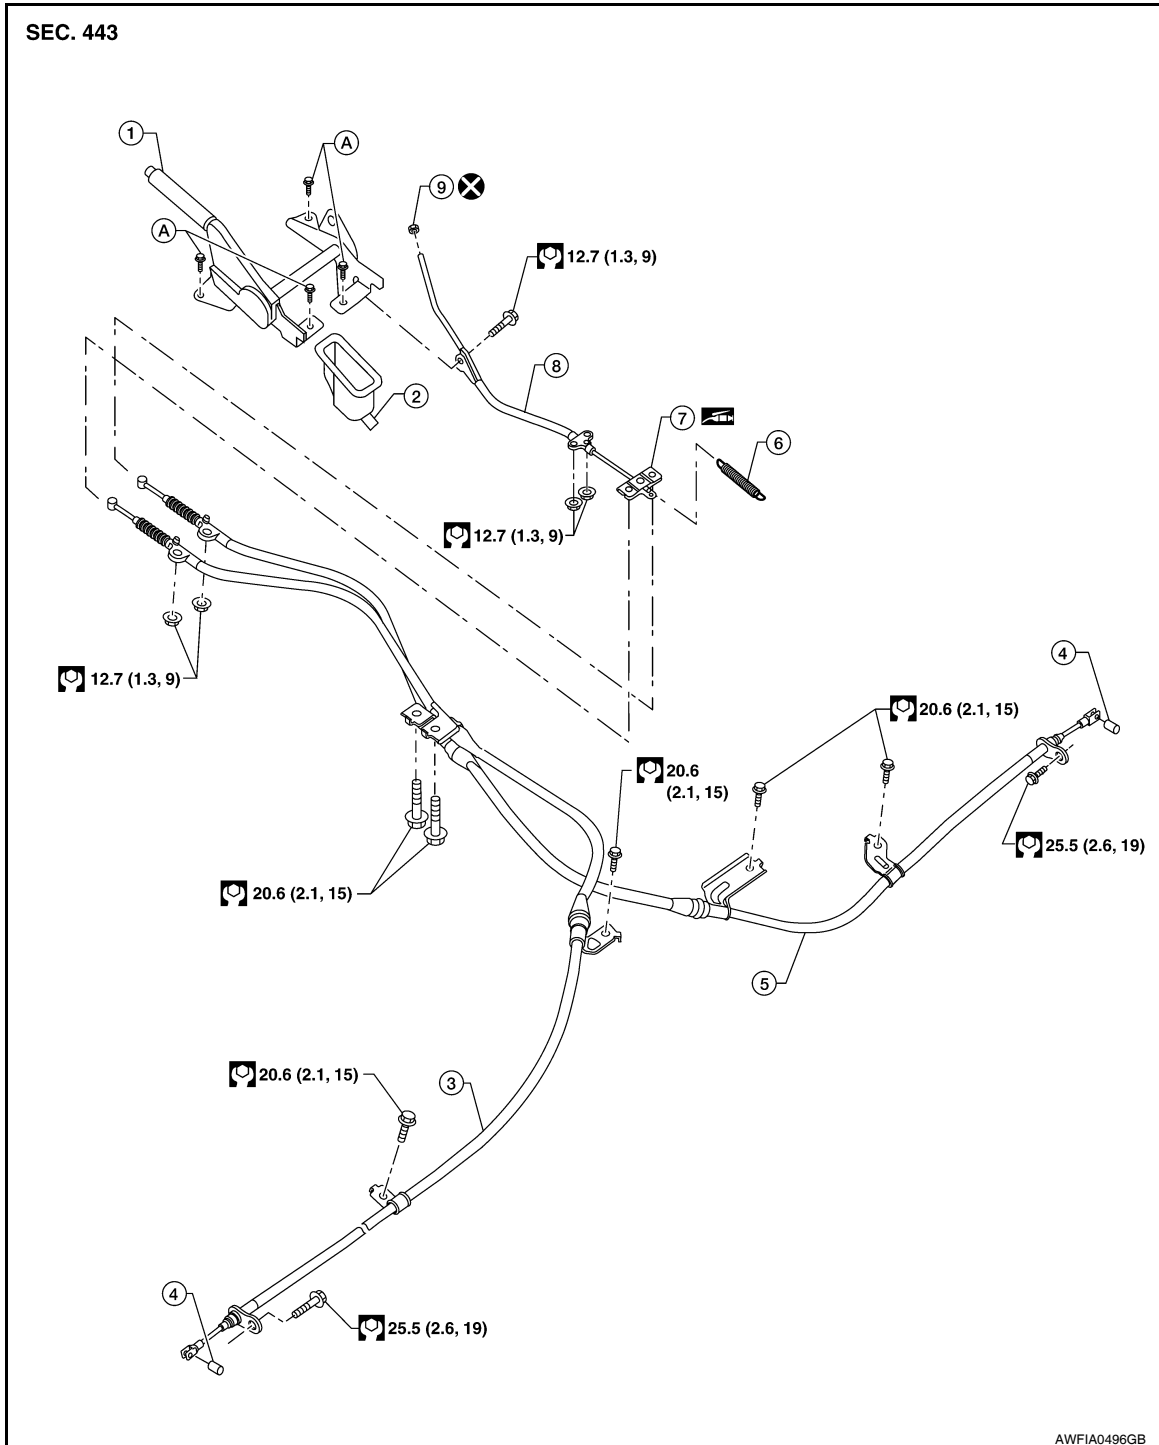 SEC. 443
1
A
9
A
12.7 (1.3, 9)
8
2
7
6
12.7 (1.3, 9)
12.7 (1.3, 9)
4
20.6 (2.1, 15)
20.6
(2.1, 15)
25.5 (2.6, 19)
20.6 (2.1, 15)
5
20.6 (2.1, 15)
3
4
25.5 (2.6, 19)
AWFIA0496GB